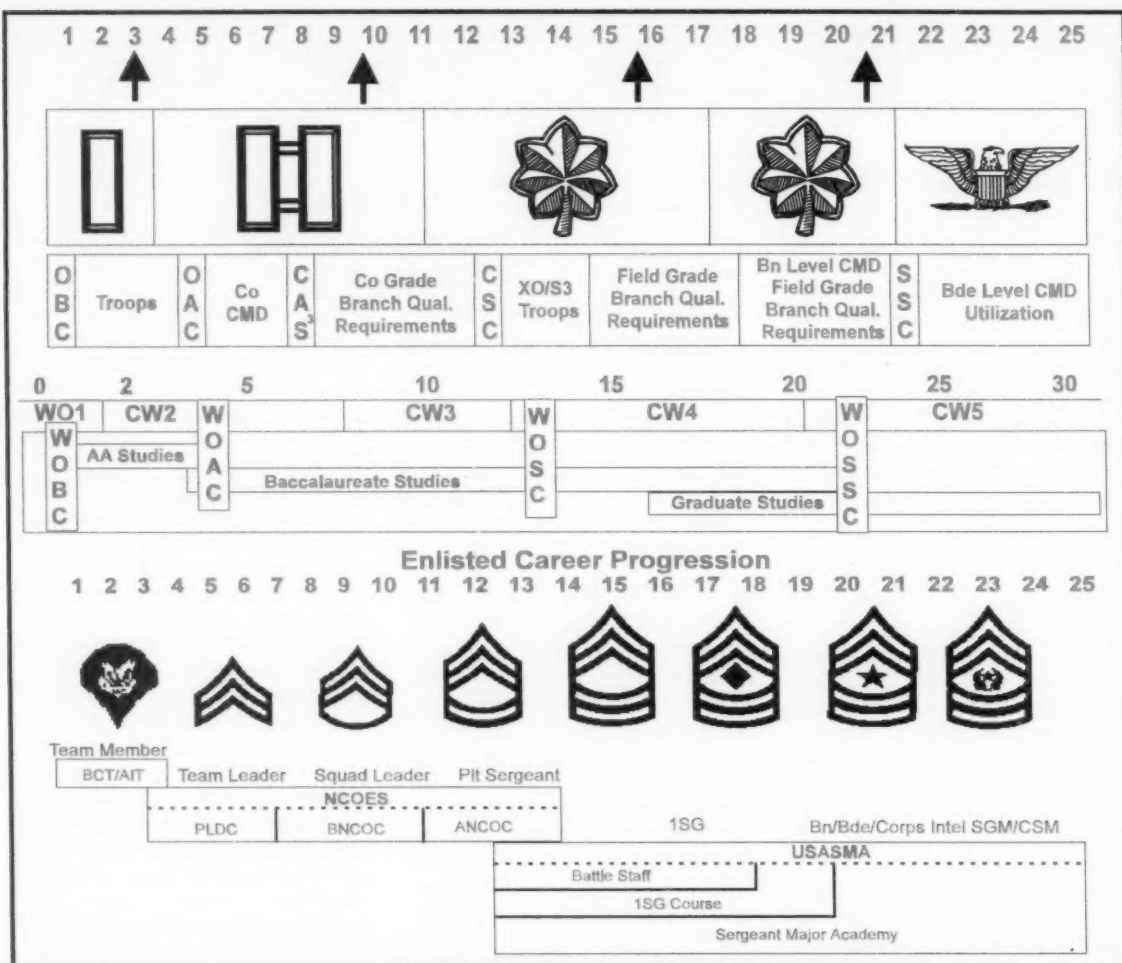 1 2 3 4 5 6 7 8 9 10 11 12 13 14 15 16 17 18 19 20 21 22 23 24 25
OBC
Troops
OAC
Co
CMD
CAS³
Co Grade
Branch Qual.
Requirements
CSC
XO/S3
Troops
Field Grade
Branch Qual.
Requirements
Bn Level CMD
Field Grade
Branch Qual.
Requirements
SSC
Bde Level CMD
Utilization
0 2 5 10 15 20 25 30
WO1 CW2 CW3 CW4 CW5
WOBC
AA Studies
WOAC
Baccalaureate Studies
WOSC
Graduate Studies
WOSSC
Enlisted Career Progression
1 2 3 4 5 6 7 8 9 10 11 12 13 14 15 16 17 18 19 20 21 22 23 24 25
Team Member
BCT/AIT Team Leader Squad Leader Plt Sergeant
NCOES
PLDC BNCOC ANCOC
1SG Bn/Bde/Corps Intel SGM/CSM
USASMA
Battle Staff
1SG Course
Sergeant Major Academy